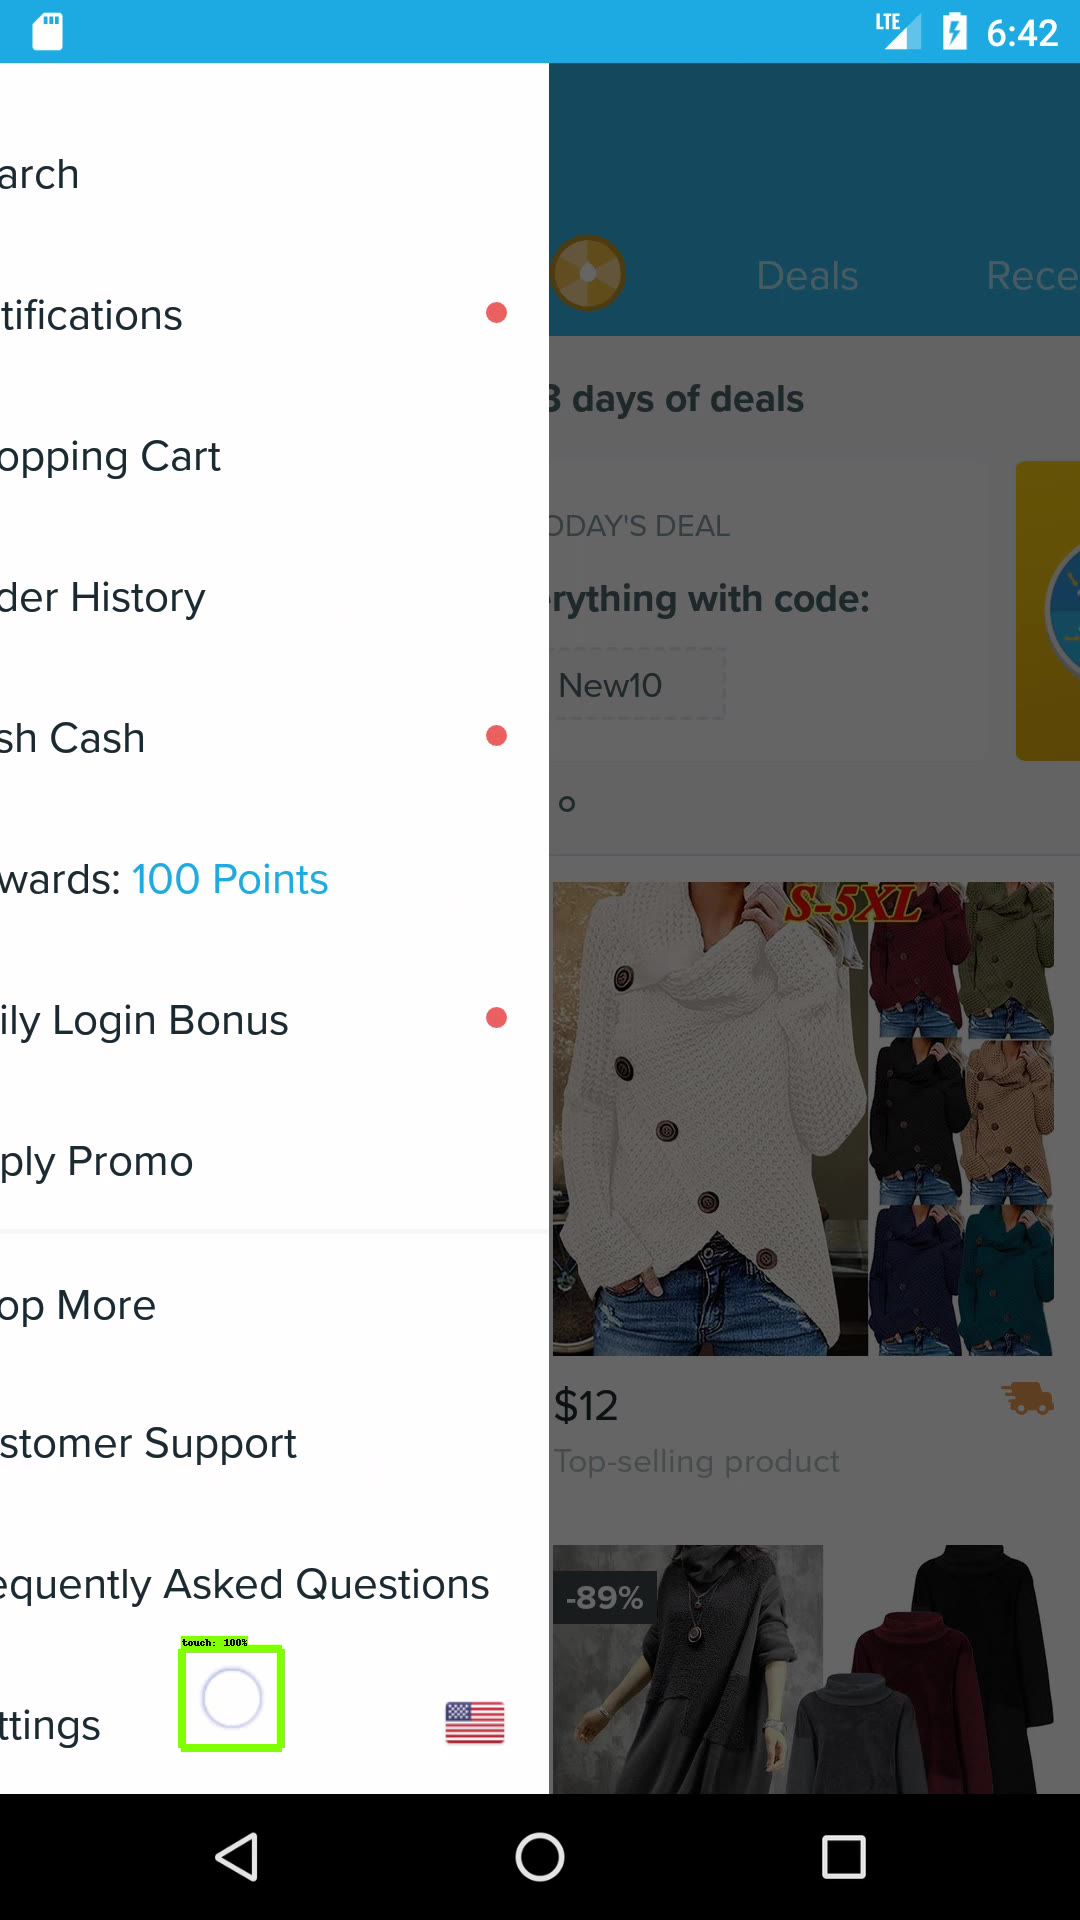 LTE 6:42
arch
tifications
opping Cart
der History
sh Cash
wards: 100 Points
ily Login Bonus
ply Promo
op More
stomer Support
equently Asked Questions
touch: 100%
ttings
Deals Rece
3 days of deals
ODAY'S DEAL
rything with code:
New10
S-5XL
$12
Top-selling product
-89%